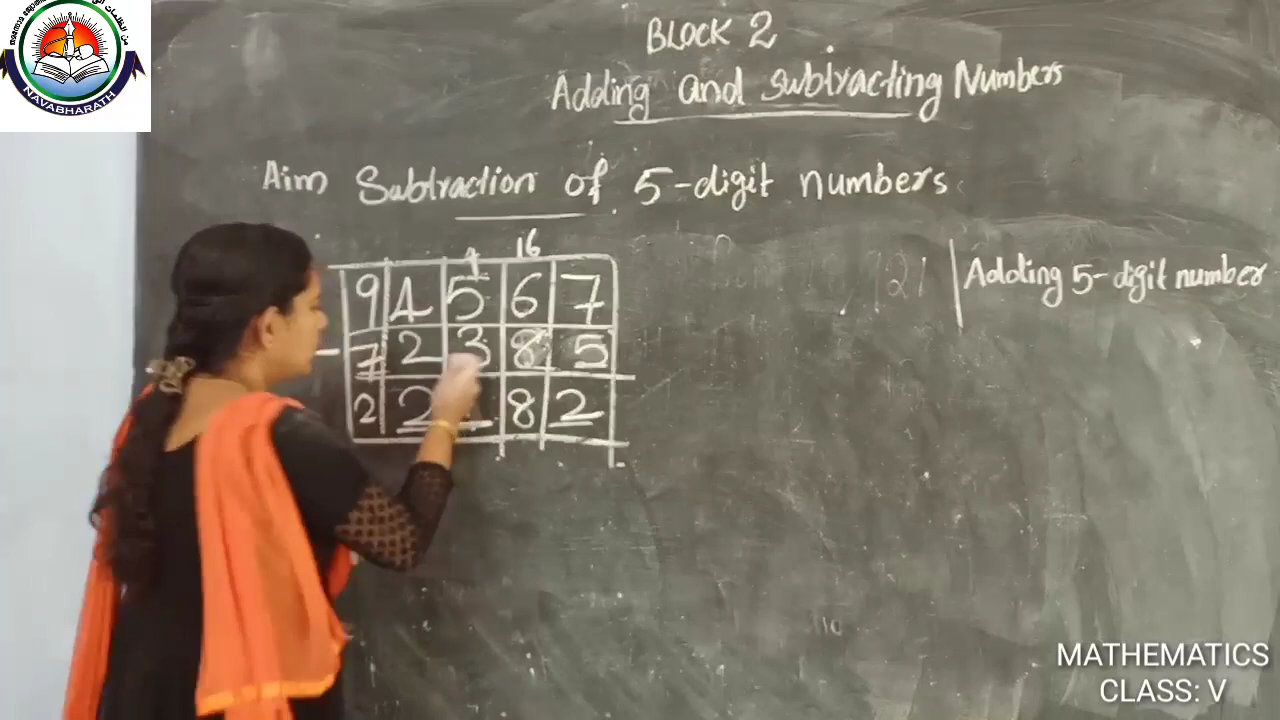 NAVABHARATH
BLOCK 2
Adding and Subtracting Numbers
Aim Subtraction of 5-digit numbers
4 16
9 4 5 6 7
- 7 2 3 8 5
2 2 8 2
Adding 5-digit number
MATHEMATICS
CLASS: V